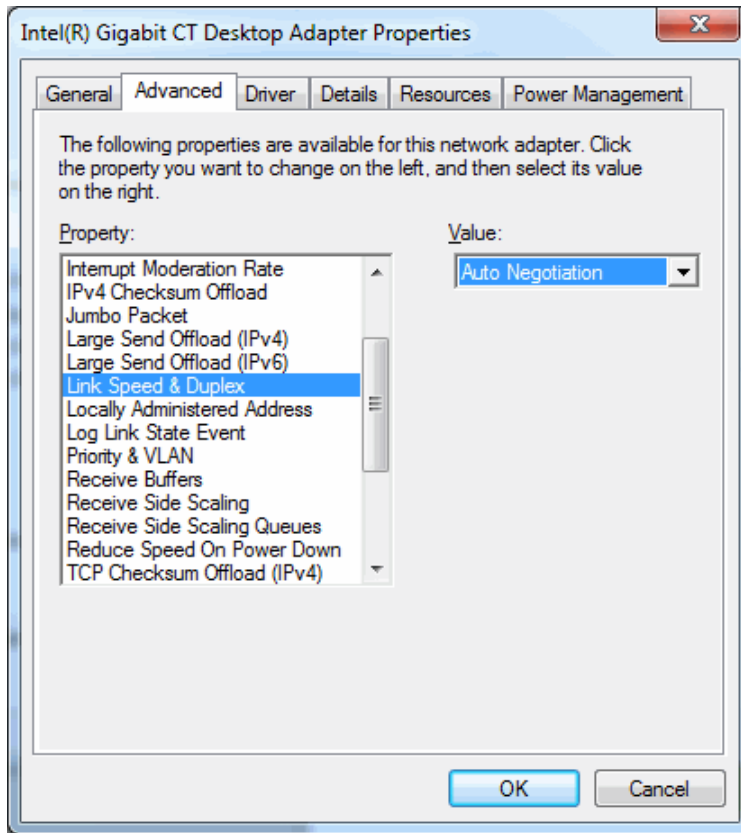 Intel(R) Gigabit CT Desktop Adapter Properties
General Advanced Driver Details Resources Power Management
The following properties are available for this network adapter. Click
the property you want to change on the left, and then select its value
on the right.
Property:
Value:
Interrupt Moderation Rate
IPv4 Checksum Offload
Jumbo Packet
Large Send Offload (IPv4)
Large Send Offload (IPv6)
Link Speed & Duplex
Locally Administered Address
Log Link State Event
Priority & VLAN
Receive Buffers
Receive Side Scaling
Receive Side Scaling Queues
Reduce Speed On Power Down
TCP Checksum Offload (IPv4)
Auto Negotiation
OK Cancel